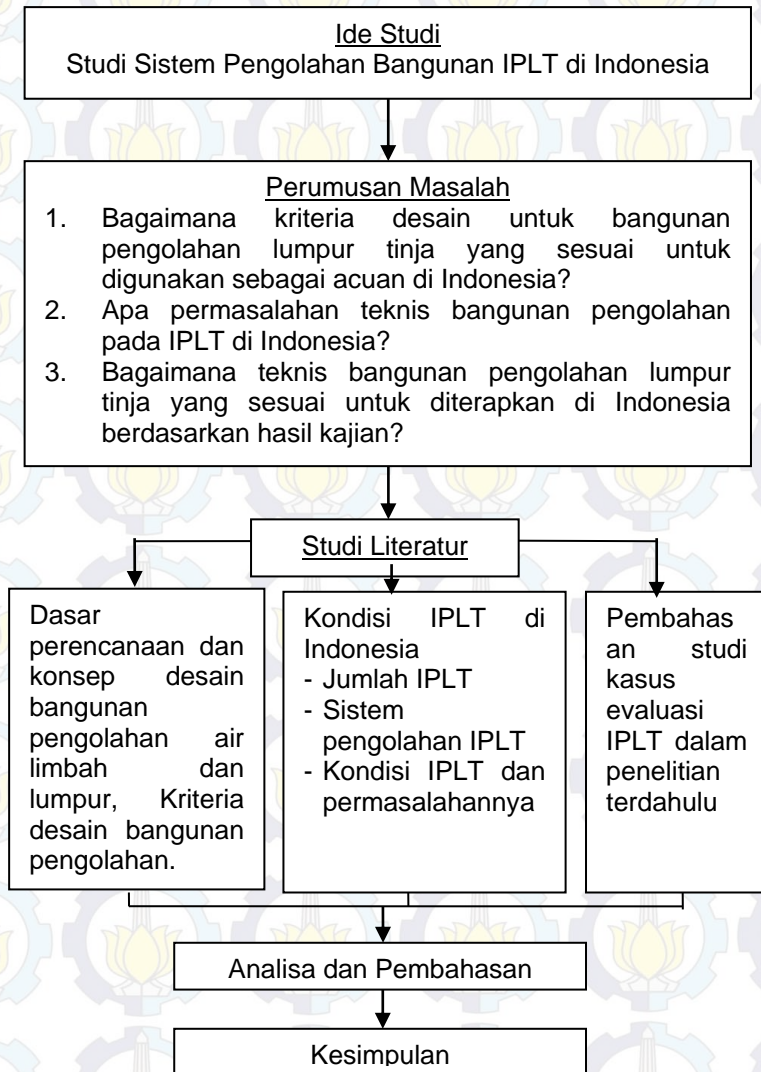 Ide Studi
Studi Sistem Pengolahan Bangunan IPLT di Indonesia
Perumusan Masalah
1. Bagaimana kriteria desain untuk bangunan
pengolahan lumpur tinja yang sesuai untuk
digunakan sebagai acuan di Indonesia?
2. Apa permasalahan teknis bangunan pengolahan
pada IPLT di Indonesia?
3. Bagaimana teknis bangunan pengolahan lumpur
tinja yang sesuai untuk diterapkan di Indonesia
berdasarkan hasil kajian?
Studi Literatur
Dasar
perencanaan dan
konsep desain
bangunan
pengolahan air
limbah dan
lumpur, Kriteria
desain bangunan
pengolahan.
Kondisi IPLT di
Indonesia
- Jumlah IPLT
- Sistem
pengolahan IPLT
- Kondisi IPLT dan
permasalahannya
Pembahas
an studi
kasus
evaluasi
IPLT dalam
penelitian
terdahulu
Analisa dan Pembahasan
Kesimpulan